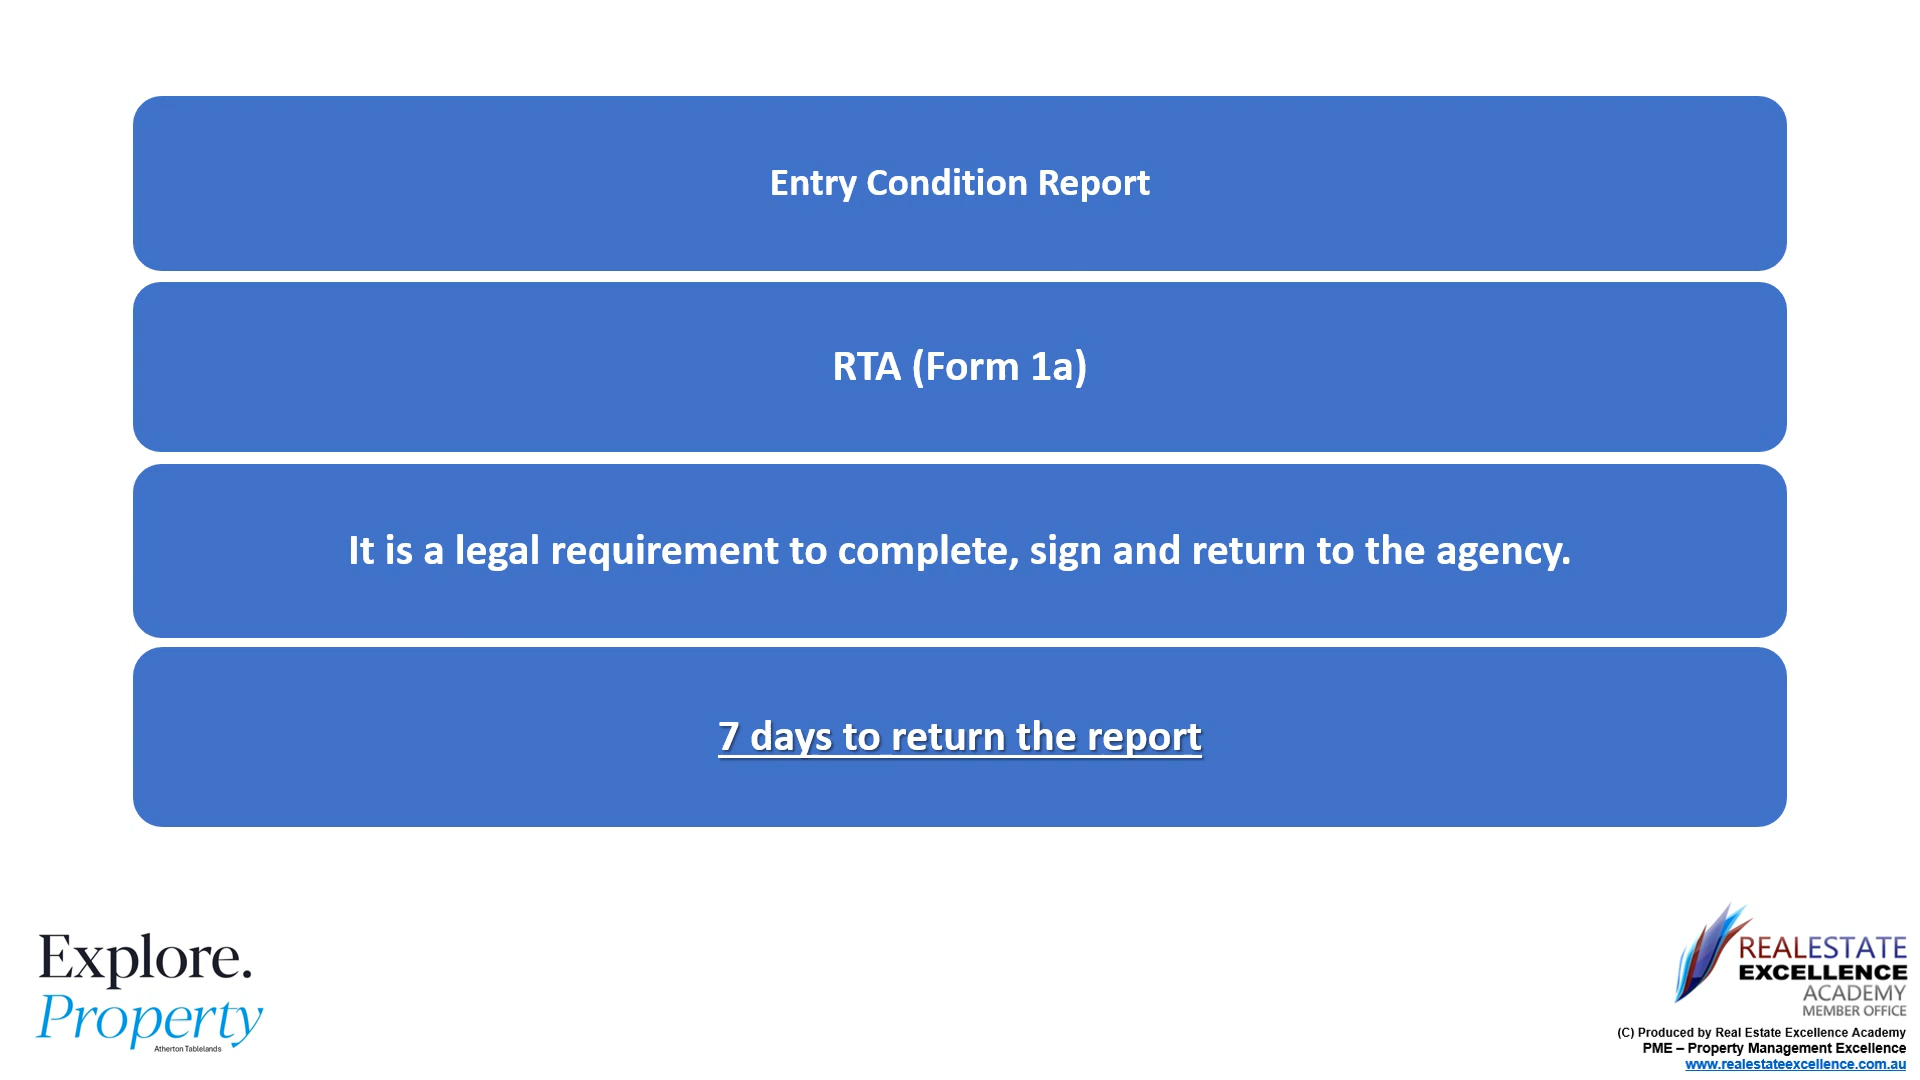 Entry Condition Report
RTA (Form 1a)
It is a legal requirement to complete, sign and return to the agency.
7 days to return the report
Explore.
Property
Atherton Tablelands
REALESTATE
EXCELLENCE
ACADEMY
MEMBER OFFICE
(C) Produced by Real Estate Excellence Academy
PME – Property Management Excellence
www.realestateexcellence.com.au